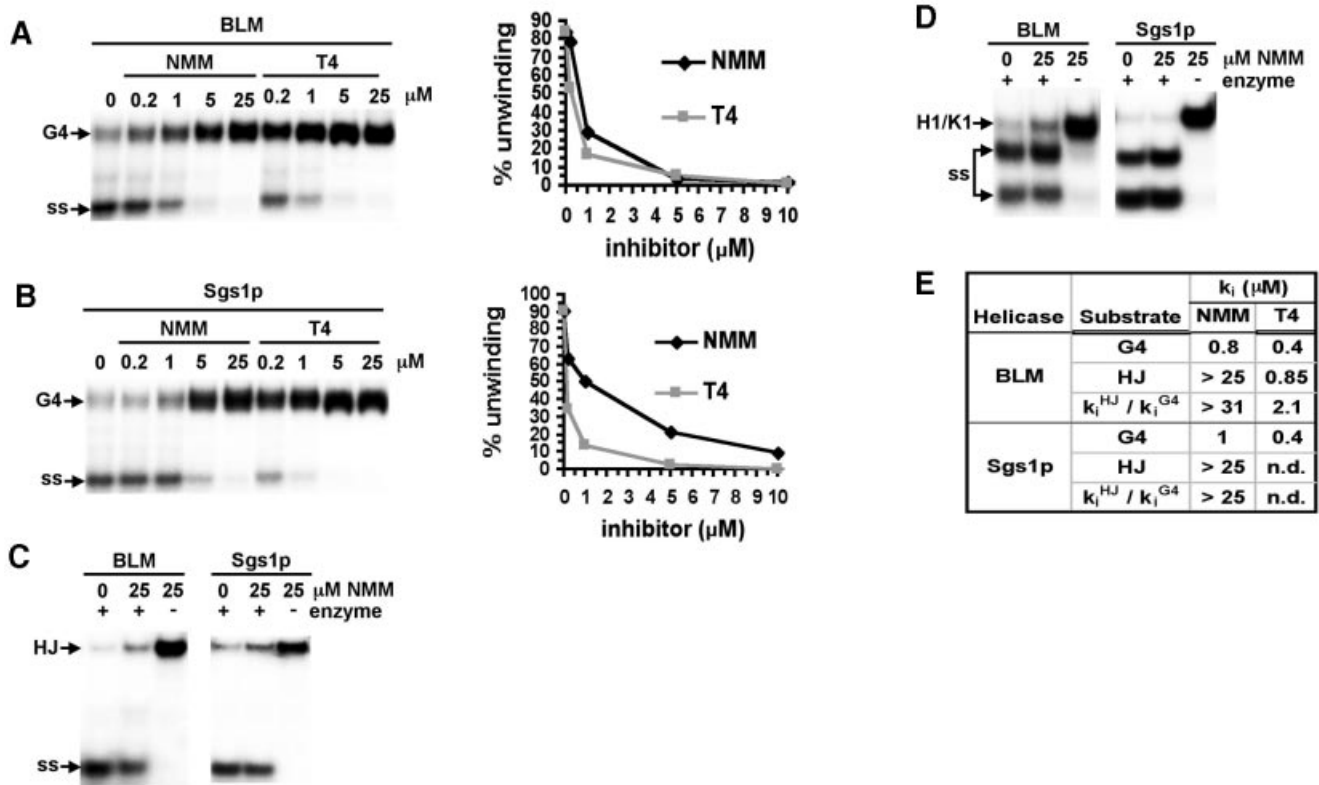 A
BLM
NMM T4
0 0.2 1 5 25 0.2 1 5 25 μM
G4
ss
% unwinding
90
80
70
60
50
40
30
20
10
0
NMM
T4
0 1 2 3 4 5 6 7 8 9 10
inhibitor (μM)
B
Sgs1p
NMM T4
0 0.2 1 5 25 0.2 1 5 25 μM
G4
ss
% unwinding
100
90
80
70
60
50
40
30
20
10
0
NMM
T4
0 1 2 3 4 5 6 7 8 9 10
inhibitor (μM)
C
BLM Sgs1p
0 25 25 0 25 25 μM NMM
+ + - + + - enzyme
HJ
ss
D
BLM Sgs1p
0 25 25 μM NMM 0 25 25
+ + - enzyme + + -
H1/K1
ss
E
ki (μM)
Helicase Substrate NMM T4
BLM G4 0.8 0.4
HJ > 25 0.85
kiHJ / kiG4 > 31 2.1
Sgs1p G4 1 0.4
HJ > 25 n.d.
kiHJ / kiG4 > 25 n.d.